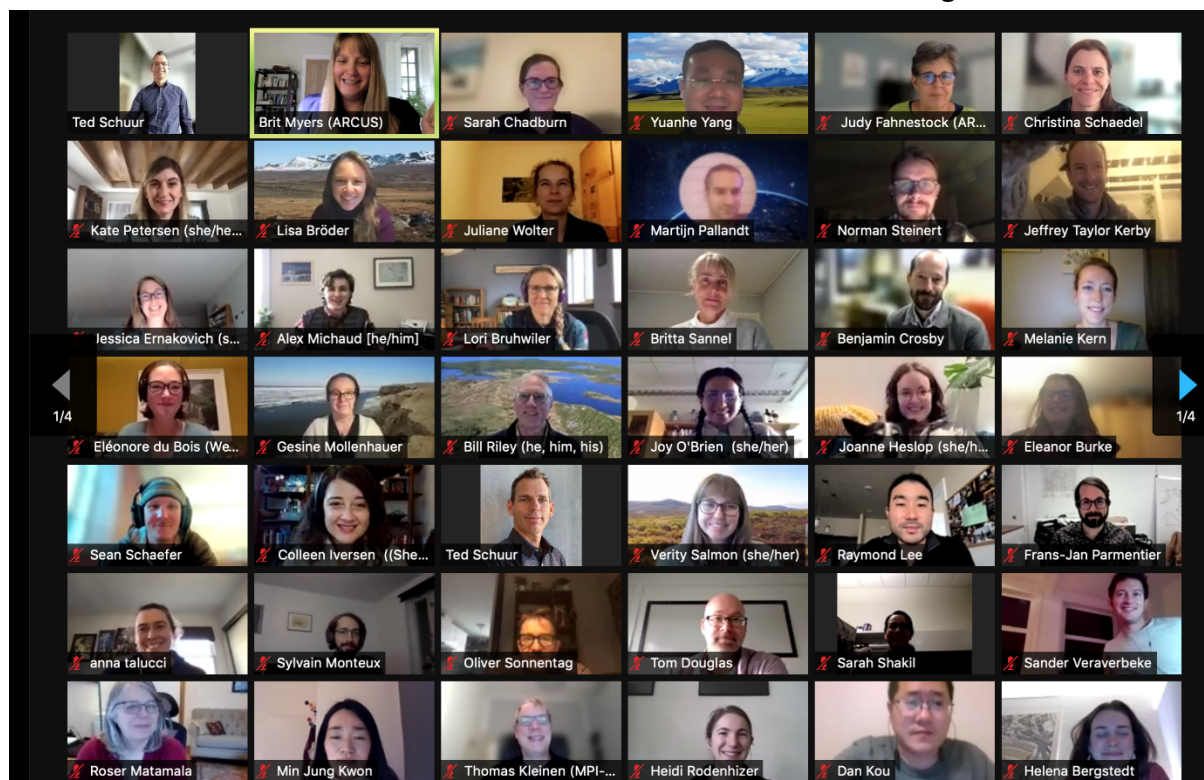 Ted Schuur
Brit Myers (ARCUS)
Sarah Chadburn
Yuanhe Yang
Judy Fahnestock (AR...
Christina Schaedel
Kate Petersen (she/he...
Lisa Bröder
Juliane Wolter
Martijn Pallandt
Norman Steinert
Jeffrey Taylor Kerby
Jessica Ernakovich (s...
Alex Michaud [he/him]
Lori Bruhwiler
Britta Sannel
Benjamin Crosby
Melanie Kern
1/4
Eléonore du Bois (We...
Gesine Mollenhauer
Bill Riley (he, him, his)
Joy O'Brien (she/her)
Joanne Heslop (she/h...
Eleanor Burke
1/4
Sean Schaefer
Colleen Iversen ((She...
Ted Schuur
Verity Salmon (she/her)
Raymond Lee
Frans-Jan Parmentier
anna talucci
Sylvain Monteux
Oliver Sonnentag
Tom Douglas
Sarah Shakil
Sander Veraverbeke
Roser Matamala
Min Jung Kwon
Thomas Kleinen (MPI-...
Heidi Rodenhizer
Dan Kou
Helena Bergstedt